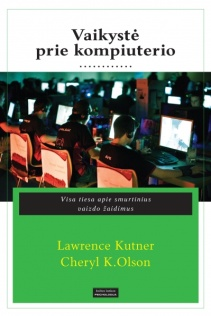 Vaikystė
prie kompiuterio
Visa tiesa apie smurtinius
vaizdo žaidimus
Lawrence Kutner
Cheryl K.Olson